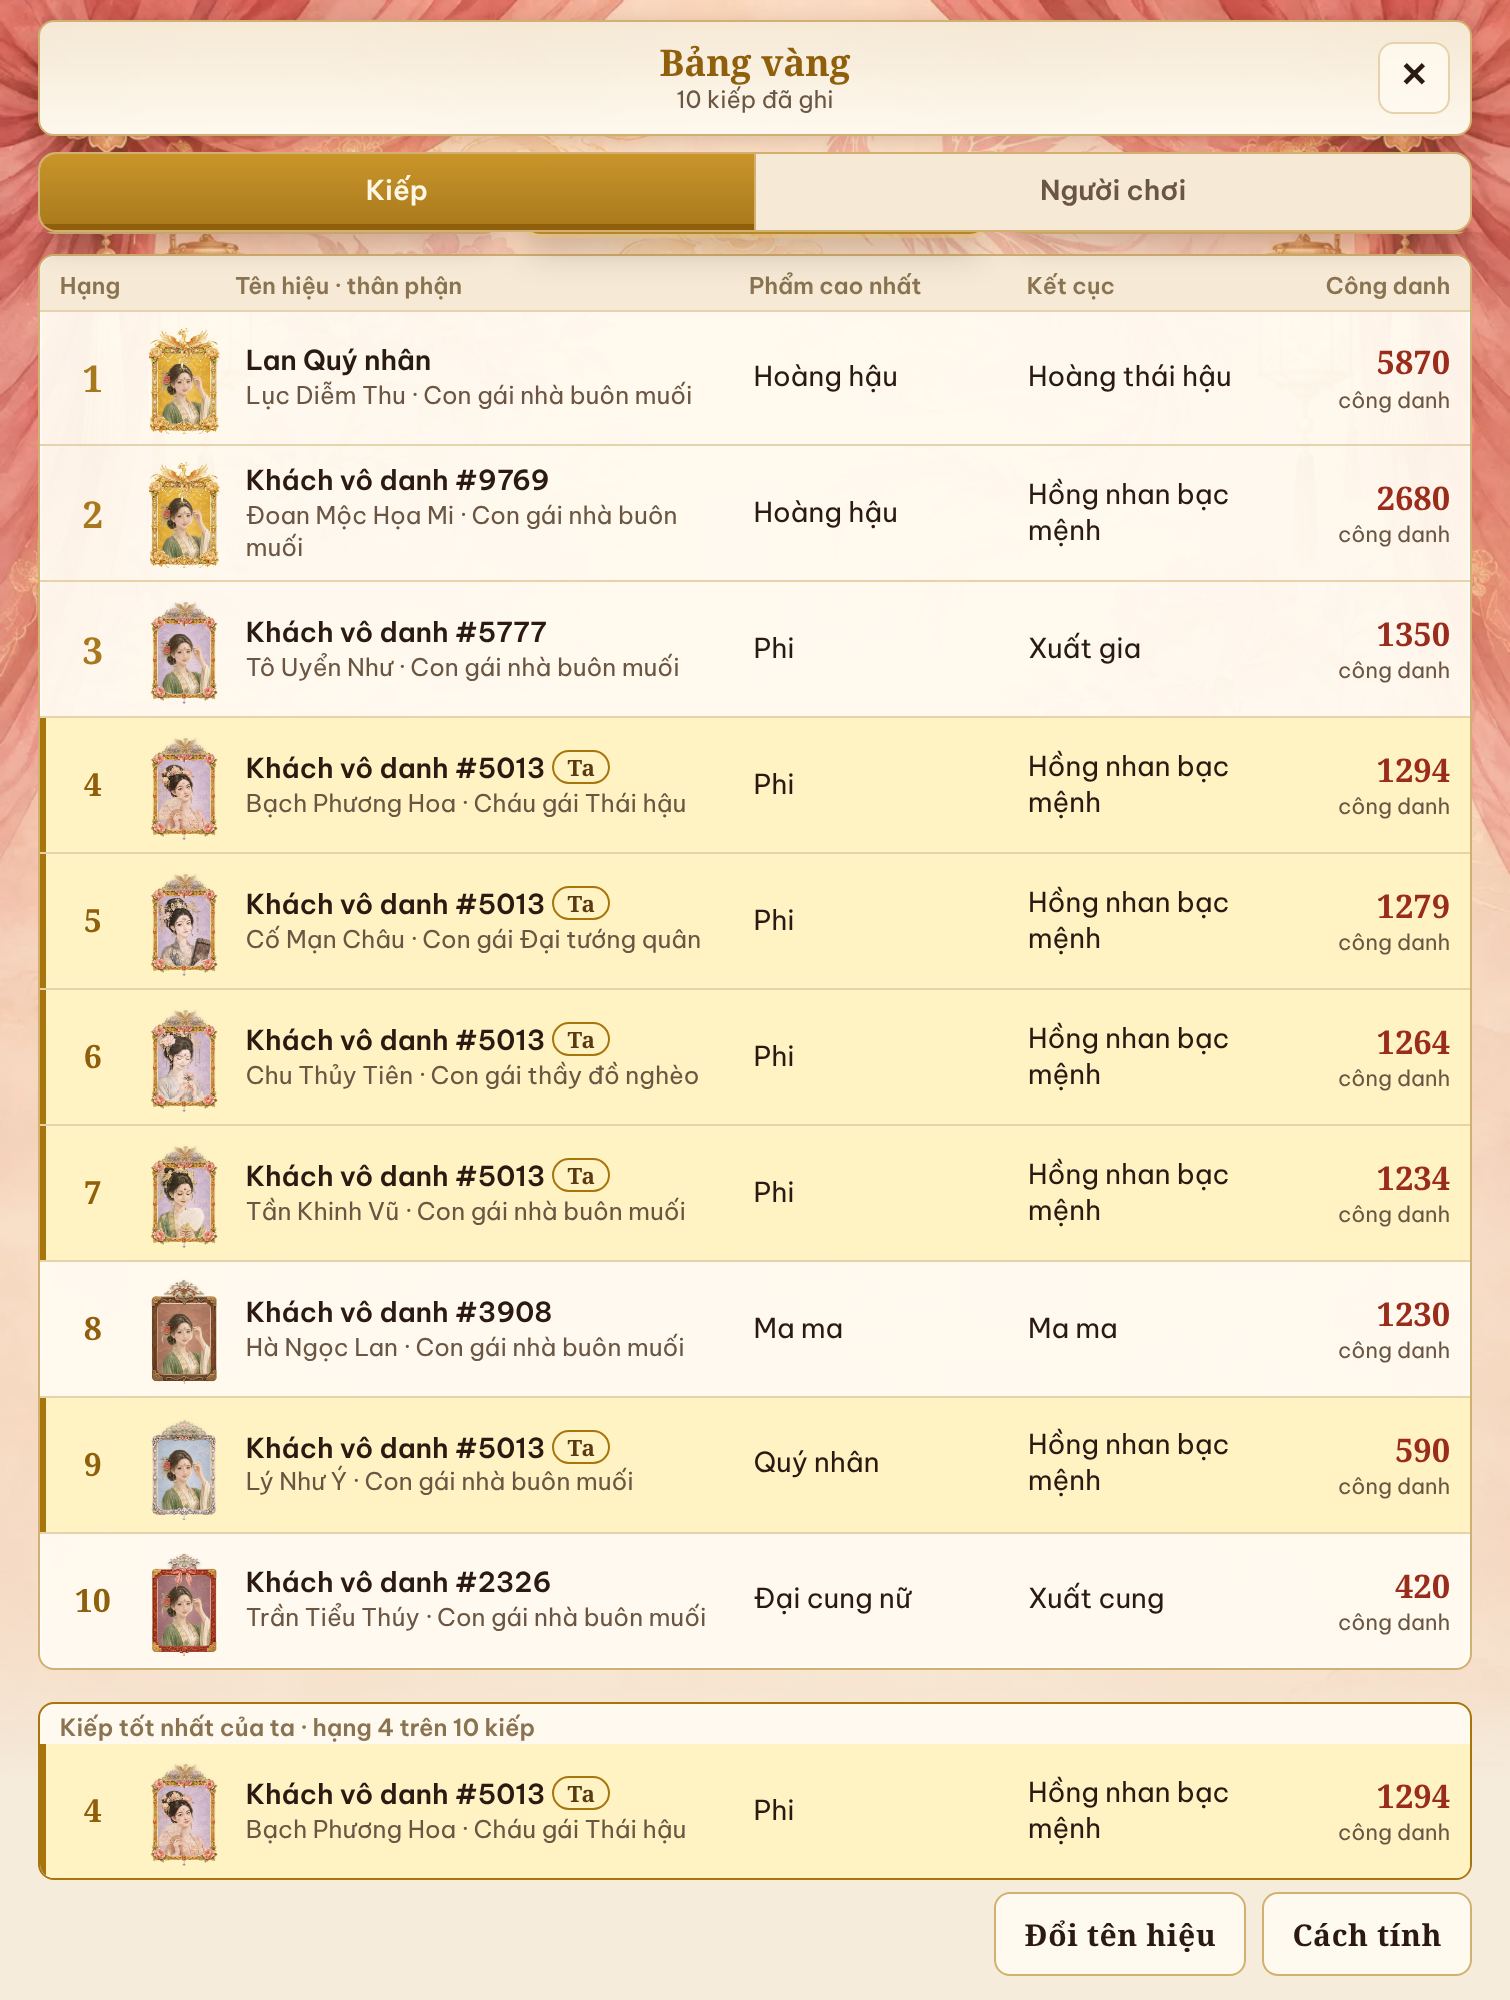 Bảng vàng
10 kiếp đã ghi
×
Kiếp
Người chơi
Hạng Tên hiệu · thân phận Phẩm cao nhất Kết cục Công danh
1 Lan Quý nhân Hoàng hậu Hoàng thái hậu 5870
Lục Diễm Thu · Con gái nhà buôn muối công danh
2 Khách vô danh #9769 Hoàng hậu Hồng nhan bạc 2680
Đoan Mộc Họa Mi · Con gái nhà buôn mệnh công danh
muối
3 Khách vô danh #5777 Phi Xuất gia 1350
Tô Uyển Như · Con gái nhà buôn muối công danh
4 Khách vô danh #5013 Ta Phi Hồng nhan bạc 1294
Bạch Phương Hoa · Cháu gái Thái hậu mệnh công danh
5 Khách vô danh #5013 Ta Phi Hồng nhan bạc 1279
Cố Mạn Châu · Con gái Đại tướng quân mệnh công danh
6 Khách vô danh #5013 Ta Phi Hồng nhan bạc 1264
Chu Thủy Tiên · Con gái thầy đồ nghèo mệnh công danh
7 Khách vô danh #5013 Ta Phi Hồng nhan bạc 1234
Tần Khinh Vũ · Con gái nhà buôn muối mệnh công danh
8 Khách vô danh #3908 Ma ma Ma ma 1230
Hà Ngọc Lan · Con gái nhà buôn muối công danh
9 Khách vô danh #5013 Ta Quý nhân Hồng nhan bạc 590
Lý Như Ý · Con gái nhà buôn muối mệnh công danh
10 Khách vô danh #2326 Đại cung nữ Xuất cung 420
Trần Tiểu Thúy · Con gái nhà buôn muối công danh
Kiếp tốt nhất của ta · hạng 4 trên 10 kiếp
4 Khách vô danh #5013 Ta Phi Hồng nhan bạc 1294
Bạch Phương Hoa · Cháu gái Thái hậu mệnh công danh
Đổi tên hiệu
Cách tính